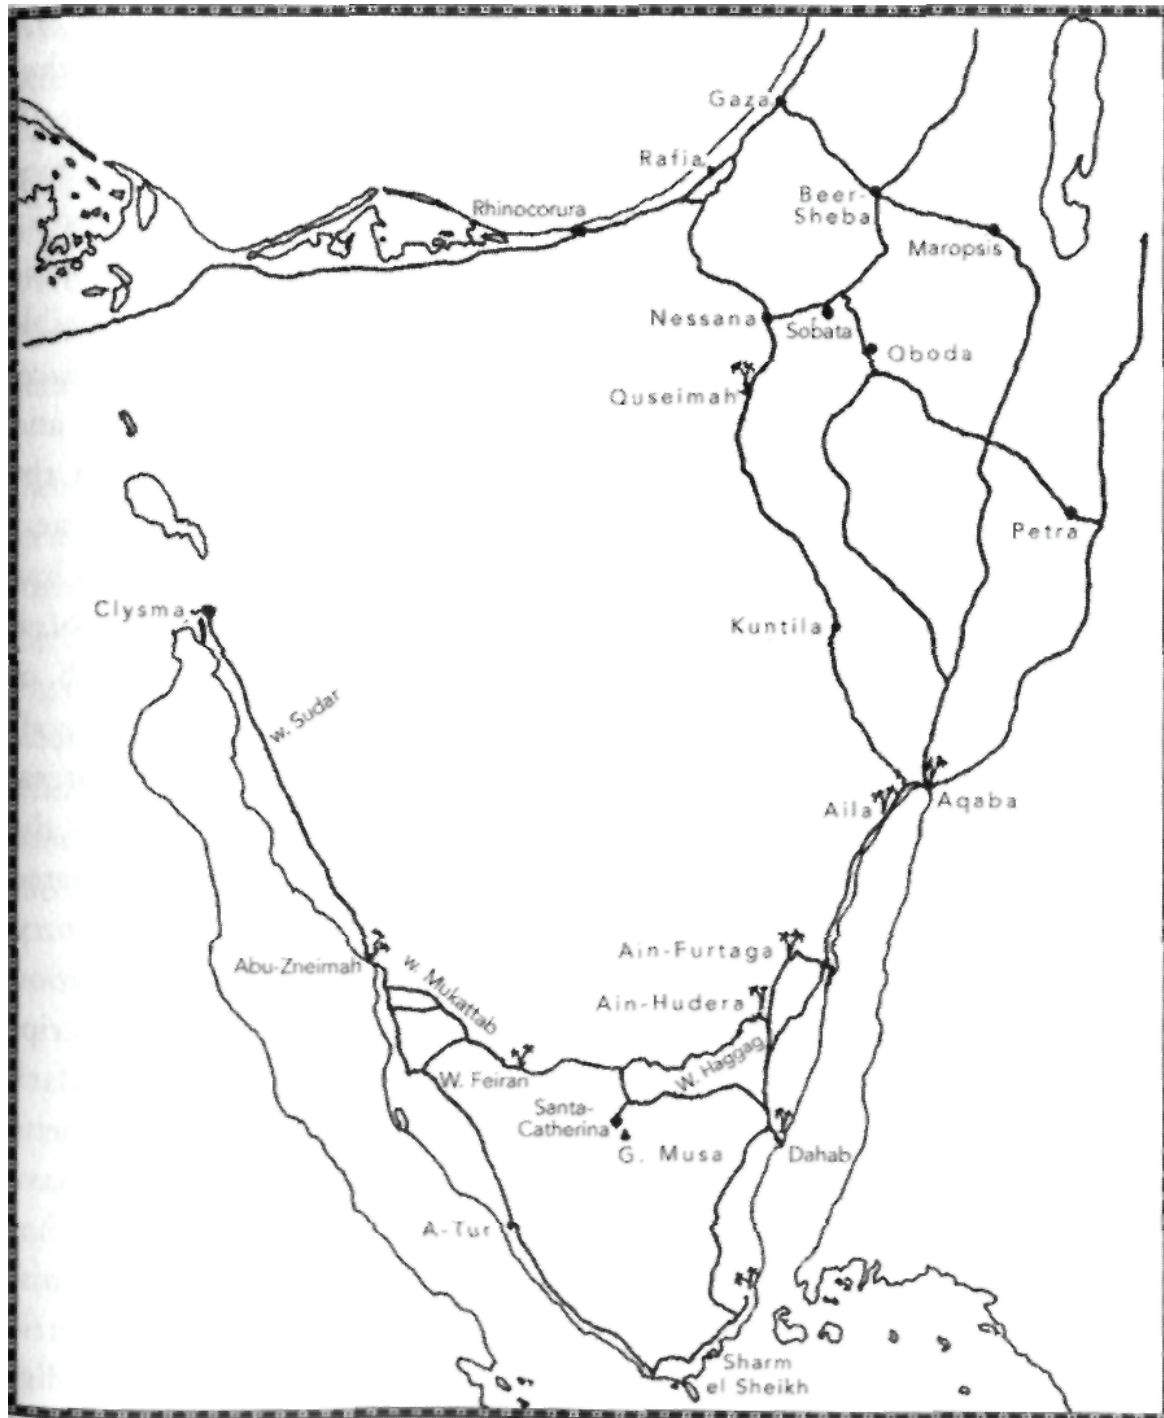 Gaza
Rafia
Rhinocorura
Beer-
Sheba
Maropsis
Nessana
Sobata
Oboda
Quseimah
Petra
Clysma
Kuntila
w. Sudar
Aila
Aqaba
Ain-Furtaga
Abu-Zneimah
w. Mukattab
Ain-Hudera
W. Haggag
W. Feiran
Santa-
Catherina
G. Musa
Dahab
A-Tur
Sharm
el Sheikh